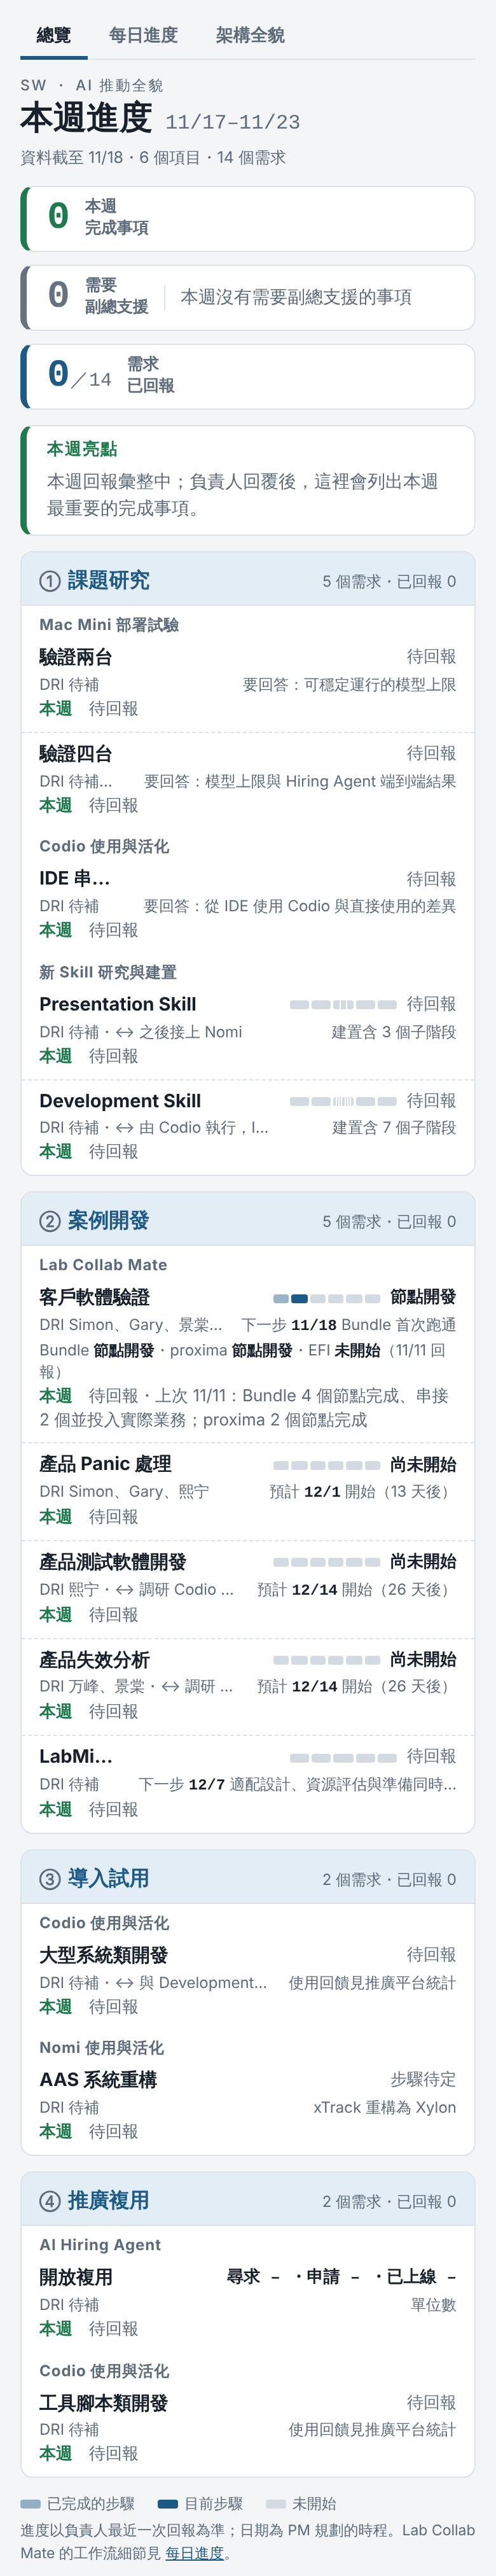 總覽 每日進度 架構全貌
SW · AI 推動全貌
本週進度 11/17–11/23
資料截至 11/18・6 個項目・14 個需求
0 本週
完成事項
0 需要
副總支援 本週沒有需要副總支援的事項
0／14 需求
已回報
本週亮點
本週回報彙整中；負責人回覆後，這裡會列出本週
最重要的完成事項。
① 課題研究 5 個需求・已回報 0
Mac Mini 部署試驗
驗證兩台 待回報
DRI 待補 要回答：可穩定運行的模型上限
本週 待回報
驗證四台 待回報
DRI 待補... 要回答：模型上限與 Hiring Agent 端到端結果
本週 待回報
Codio 使用與活化
IDE 串... 待回報
DRI 待補 要回答：從 IDE 使用 Codio 與直接使用的差異
本週 待回報
新 Skill 研究與建置
Presentation Skill 待回報
DRI 待補・↔ 之後接上 Nomi 建置含 3 個子階段
本週 待回報
Development Skill 待回報
DRI 待補・↔ 由 Codio 執行，I... 建置含 7 個子階段
本週 待回報
② 案例開發 5 個需求・已回報 0
Lab Collab Mate
客戶軟體驗證 節點開發
DRI Simon、Gary、景棠... 下一步 11/18 Bundle 首次跑通
Bundle 節點開發・proxima 節點開發・EFI 未開始（11/11 回
報）
本週 待回報・上次 11/11：Bundle 4 個節點完成、串接
2 個並投入實際業務；proxima 2 個節點完成
產品 Panic 處理 尚未開始
DRI Simon、Gary、熙宁 預計 12/1 開始（13 天後）
本週 待回報
產品測試軟體開發 尚未開始
DRI 熙宁・↔ 調研 Codio ... 預計 12/14 開始（26 天後）
本週 待回報
產品失效分析 尚未開始
DRI 万峰、景棠・↔ 調研 ... 預計 12/14 開始（26 天後）
本週 待回報
LabMi... 待回報
DRI 待補 下一步 12/7 適配設計、資源評估與準備同時...
本週 待回報
③ 導入試用 2 個需求・已回報 0
Codio 使用與活化
大型系統類開發 待回報
DRI 待補・↔ 與 Development... 使用回饋見推廣平台統計
本週 待回報
Nomi 使用與活化
AAS 系統重構 步驟待定
DRI 待補 xTrack 重構為 Xylon
本週 待回報
④ 推廣複用 2 個需求・已回報 0
AI Hiring Agent
開放複用 尋求 – ・申請 – ・已上線 –
DRI 待補 單位數
本週 待回報
Codio 使用與活化
工具腳本類開發 待回報
DRI 待補 使用回饋見推廣平台統計
本週 待回報
已完成的步驟 目前步驟 未開始
進度以負責人最近一次回報為準；日期為 PM 規劃的時程。Lab Collab
Mate 的工作流細節見 每日進度。